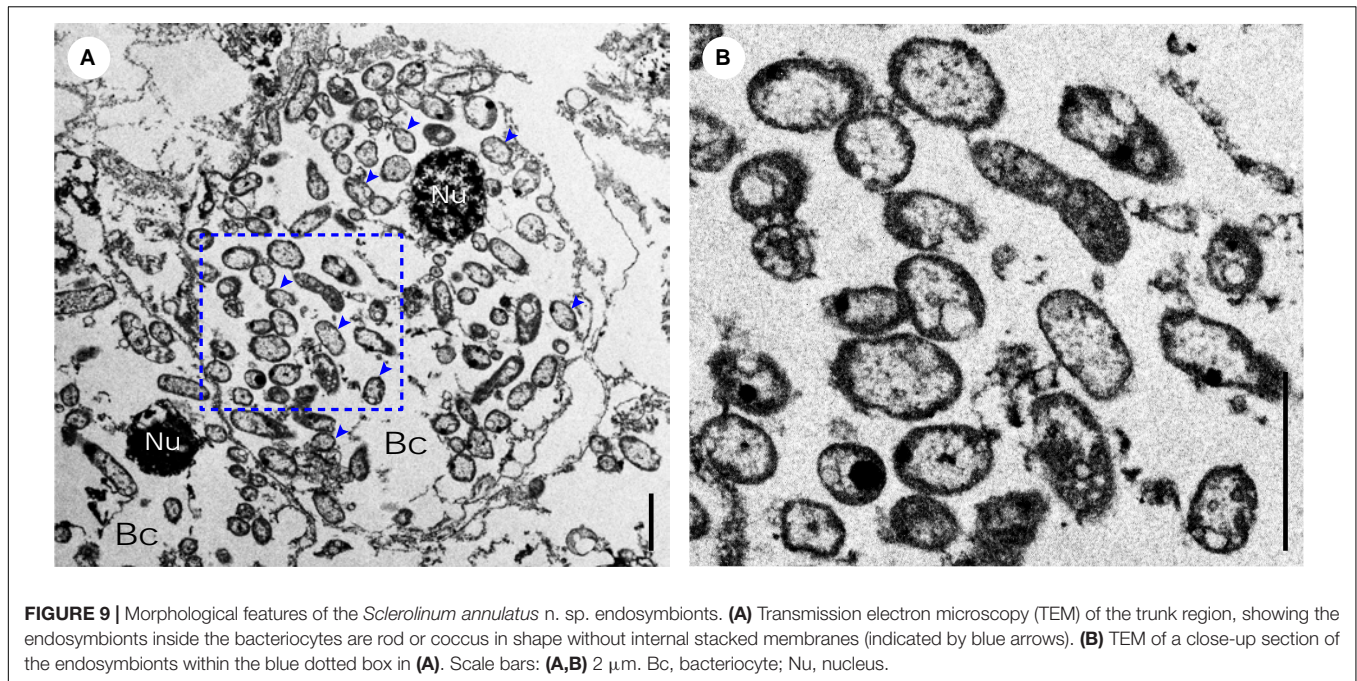 A
B
Nu
Nu
Bc
Bc
FIGURE 9 | Morphological features of the Sclerolinum annulatus n. sp. endosymbionts. (A) Transmission electron microscopy (TEM) of the trunk region, showing the
endosymbionts inside the bacteriocytes are rod or coccus in shape without internal stacked membranes (indicated by blue arrows). (B) TEM of a close-up section of
the endosymbionts within the blue dotted box in (A). Scale bars: (A,B) 2 μm. Bc, bacteriocyte; Nu, nucleus.